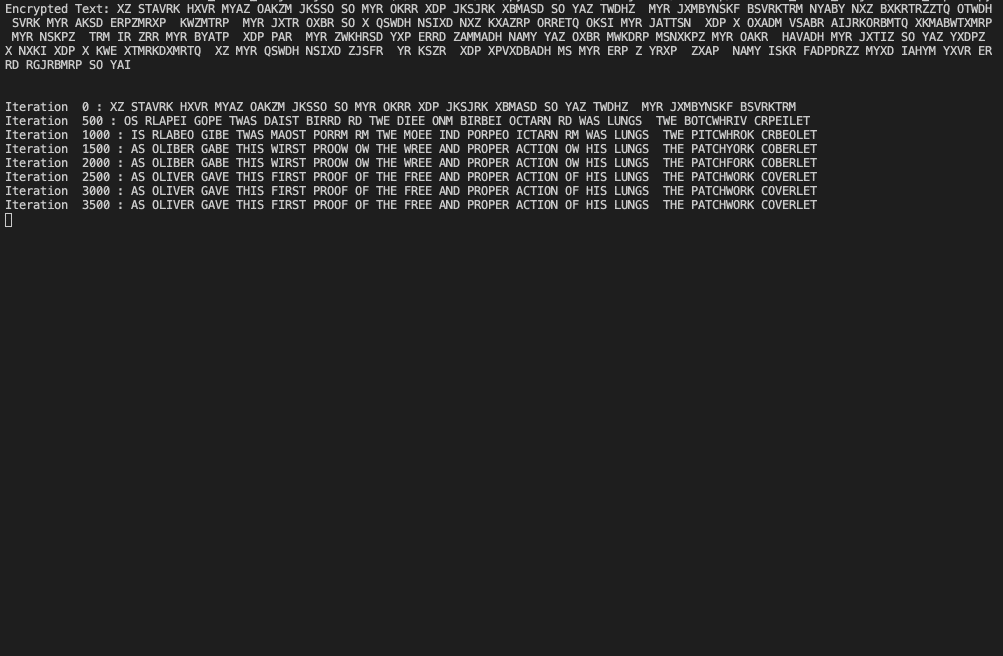 Encrypted Text: XZ STAVRK HXVR MYAZ OAKZM JKSSO SO MYR OKRR XDP JKSJRK XBMASD SO YAZ TWDHZ  MYR JXMBYNSKF BSVRKTRM NYABY NXZ BXKRTRZZTQ OTWDH
 SVRK MYR AKSD ERPZMRXP  KWZMTRP  MYR JXTR OXBR SO X QSWDH NSIXD NXZ KXAZRP ORRETQ OKSI MYR JATTSN  XDP X OXADM VSABR AIJRKORBMTQ XKMABWTXMRP
 MYR NSKPZ  TRM IR ZRR MYR BYATP  XDP PAR  MYR ZWKHRSD YXP ERRD ZAMMADH NAMY YAZ OXBR MWKDRP MSNXKPZ MYR OAKR  HAVADH MYR JXTIZ SO YAZ YXDPZ
X NXKI XDP X KWE XTMRKDXMRTQ  XZ MYR QSWDH NSIXD ZJSFR  YR KSZR  XDP XPVXDBADH MS MYR ERP Z YRXP  ZXAP  NAMY ISKR FADPDRZZ MYXD IAHYM YXVR ER
RD RGJRBMRP SO YAI
Iteration  0 : XZ STAVRK HXVR MYAZ OAKZM JKSSO SO MYR OKRR XDP JKSJRK XBMASD SO YAZ TWDHZ  MYR JXMBYNSKF BSVRKTRM
Iteration  500 : OS RLAPEI GOPE TWAS DAIST BIRRD RD TWE DIEE ONM BIRBEI OCTARN RD WAS LUNGS  TWE BOTCWHRIV CRPEILET
Iteration  1000 : IS RLABEO GIBE TWAS MAOST PORRM RM TWE MOEE IND PORPEO ICTARN RM WAS LUNGS  TWE PITCWHROK CRBEOLET
Iteration  1500 : AS OLIBER GABE THIS WIRST PROOW OW THE WREE AND PROPER ACTION OW HIS LUNGS  THE PATCHYORK COBERLET
Iteration  2000 : AS OLIBER GABE THIS WIRST PROOW OW THE WREE AND PROPER ACTION OW HIS LUNGS  THE PATCHFORK COBERLET
Iteration  2500 : AS OLIVER GAVE THIS FIRST PROOF OF THE FREE AND PROPER ACTION OF HIS LUNGS  THE PATCHWORK COVERLET
Iteration  3000 : AS OLIVER GAVE THIS FIRST PROOF OF THE FREE AND PROPER ACTION OF HIS LUNGS  THE PATCHWORK COVERLET
Iteration  3500 : AS OLIVER GAVE THIS FIRST PROOF OF THE FREE AND PROPER ACTION OF HIS LUNGS  THE PATCHWORK COVERLET